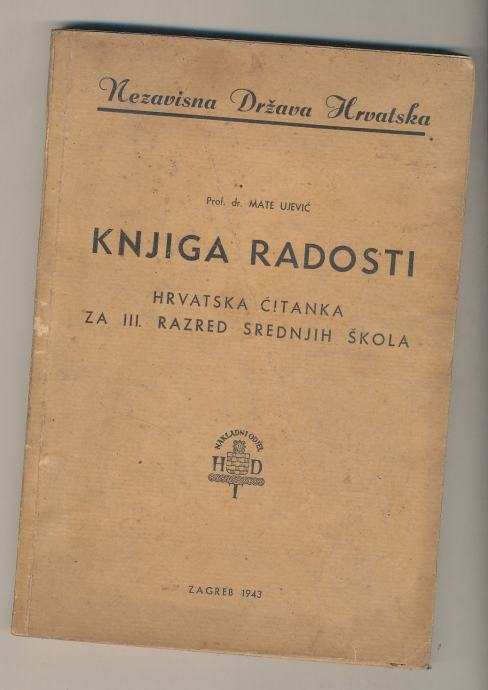 Nezavisna Država Hrvatska
Prof. dr. MATE UJEVIĆ
KNJIGA RADOSTI
HRVATSKA ČITANKA
ZA III. RAZRED SREDNJIH ŠKOLA
NAKLADNI ODJEL
H D
I
ZAGREB 1943